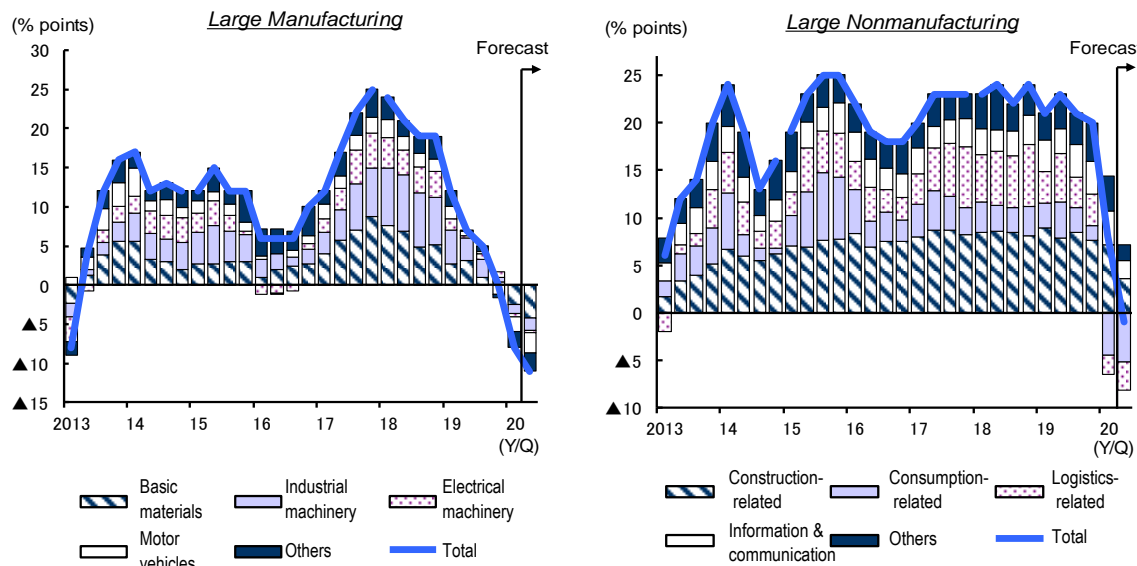 Large Manufacturing
(% points)
Forecast
30
25
20
15
10
5
0
▲5
▲10
▲15
2013 14 15 16 17 18 19 20
(Y/Q)
Basic materials
Industrial machinery
Electrical machinery
Motor vehicles
Others
Total
Large Nonmanufacturing
(% points)
Forecas
25
20
15
10
5
0
▲5
▲10
2013 14 15 16 17 18 19 20
(Y/Q)
Construction-related
Consumption-related
Logistics-related
Information & communication
Others
Total